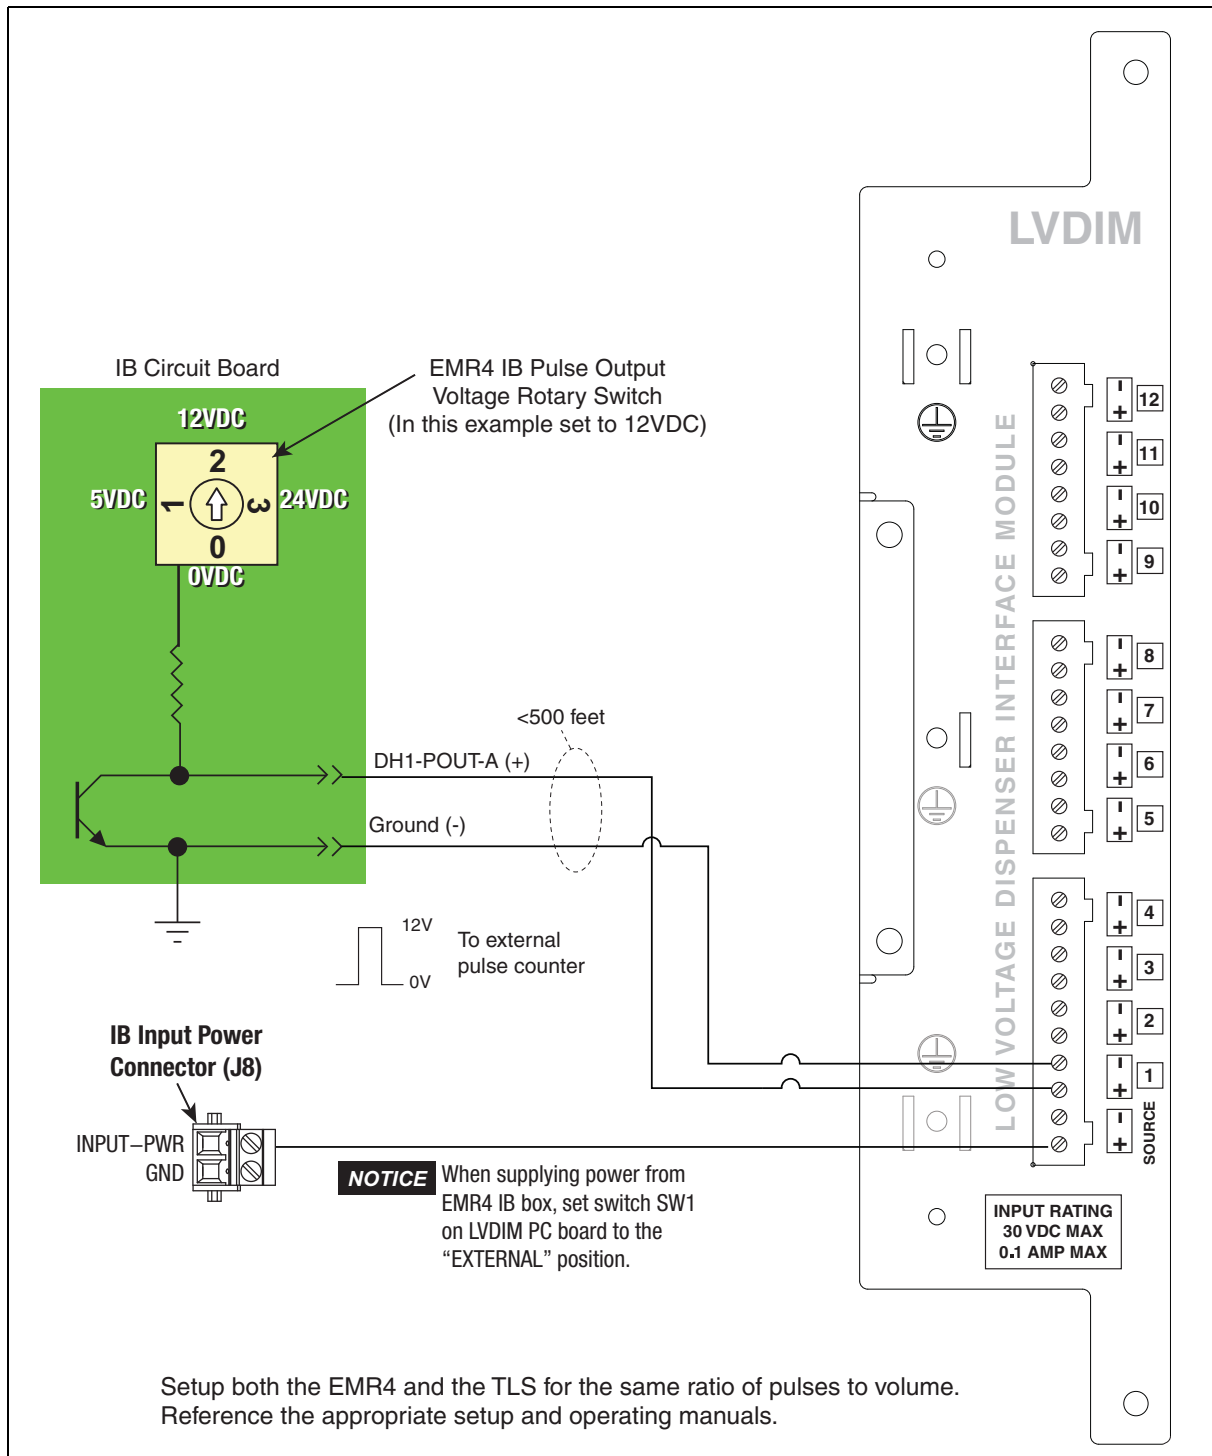 LVDIM
IB Circuit Board
EMR4 IB Pulse Output
Voltage Rotary Switch
(In this example set to 12VDC)
12VDC
2
5VDC
1
3
24VDC
0
0VDC
<500 feet
DH1-POUT-A (+)
Ground (-)
12V
0V
To external
pulse counter
IB Input Power
Connector (J8)
INPUT–PWR
GND
NOTICE
When supplying power from
EMR4 IB box, set switch SW1
on LVDIM PC board to the
“EXTERNAL” position.
LOW VOLTAGE DISPENSER INTERFACE MODULE
- + 12
- + 11
- + 10
- + 9
- + 8
- + 7
- + 6
- + 5
- + 4
- + 3
- + 2
- + 1
- + SOURCE
INPUT RATING
30 VDC MAX
0.1 AMP MAX
Setup both the EMR4 and the TLS for the same ratio of pulses to volume.
Reference the appropriate setup and operating manuals.